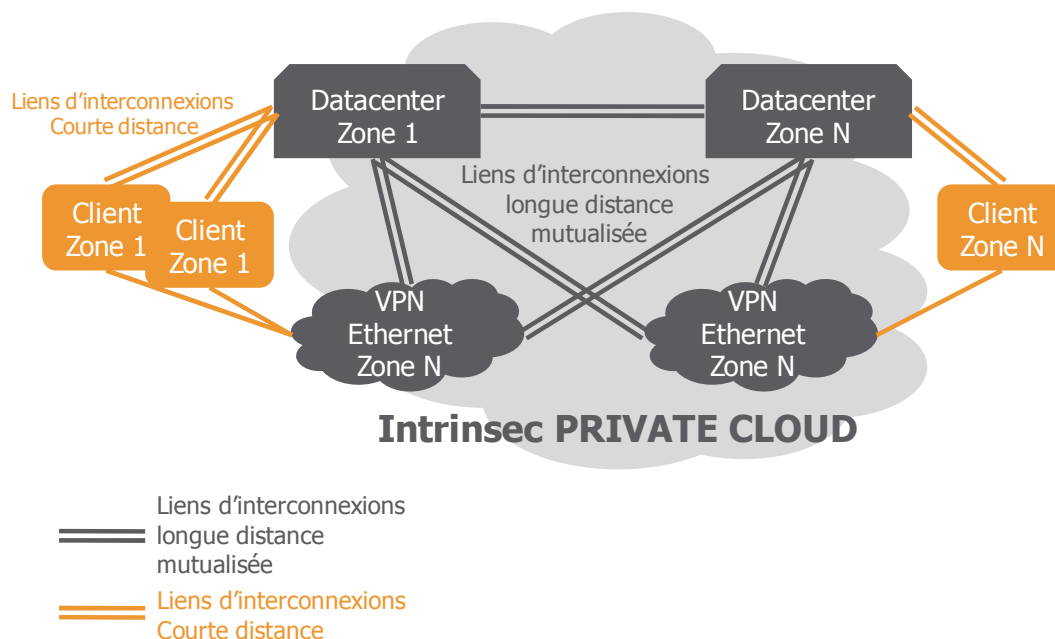 Liens d'interconnexions
Courte distance
Datacenter
Zone 1
Datacenter
Zone N
Liens d'interconnexions
longue distance
mutualisée
Client
Zone 1
Client
Zone 1
Client
Zone N
VPN
Ethernet
Zone N
VPN
Ethernet
Zone N
Intrinsec PRIVATE CLOUD
Liens d'interconnexions
longue distance
mutualisée
Liens d'interconnexions
Courte distance